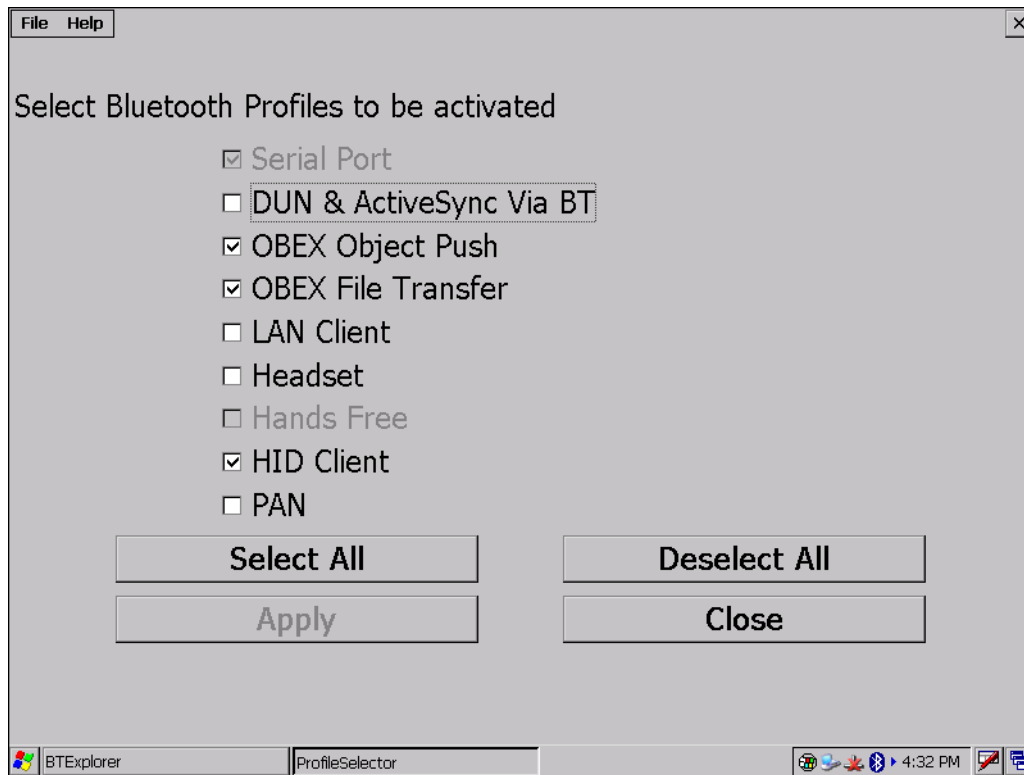 File Help
Select Bluetooth Profiles to be activated
Serial Port
DUN & ActiveSync Via BT
OBEX Object Push
OBEX File Transfer
LAN Client
Headset
Hands Free
HID Client
PAN
Select All Deselect All
Apply Close
BTExplorer ProfileSelector 4:32 PM